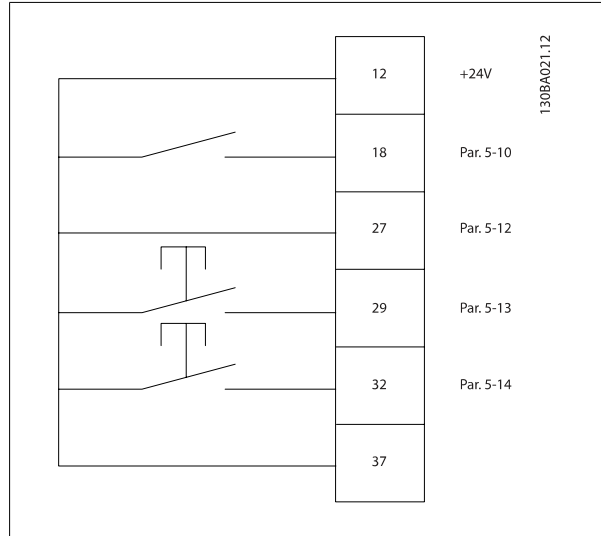 12 +24V
18 Par. 5-10
27 Par. 5-12
29 Par. 5-13
32 Par. 5-14
37
130BA021.12